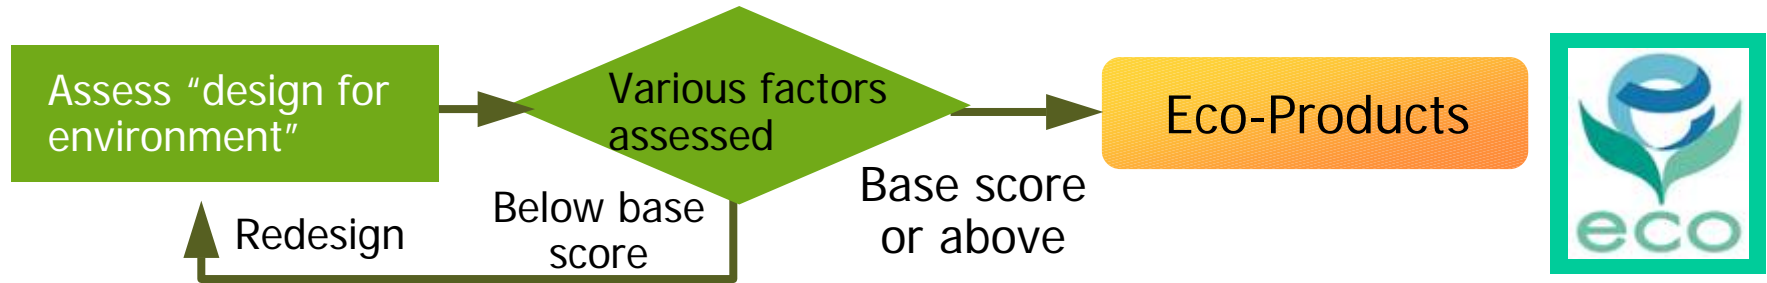 Assess “design for
environment”
Various factors
assessed
Eco-Products
Base score
or above
Below base
score
Redesign
eco